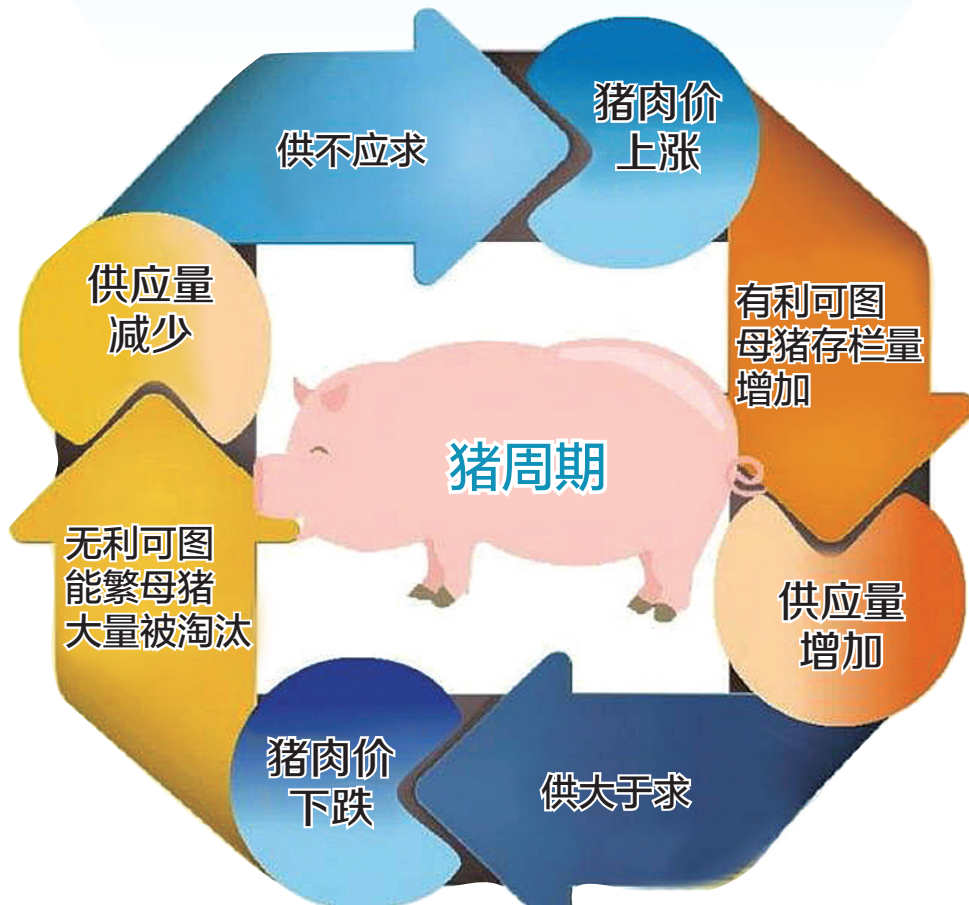 供不应求
猪肉价
上涨
有利可图
母猪存栏量
增加
供应量
增加
供大于求
猪肉价
下跌
无利可图
能繁母猪
大量被淘汰
供应量
减少
猪周期